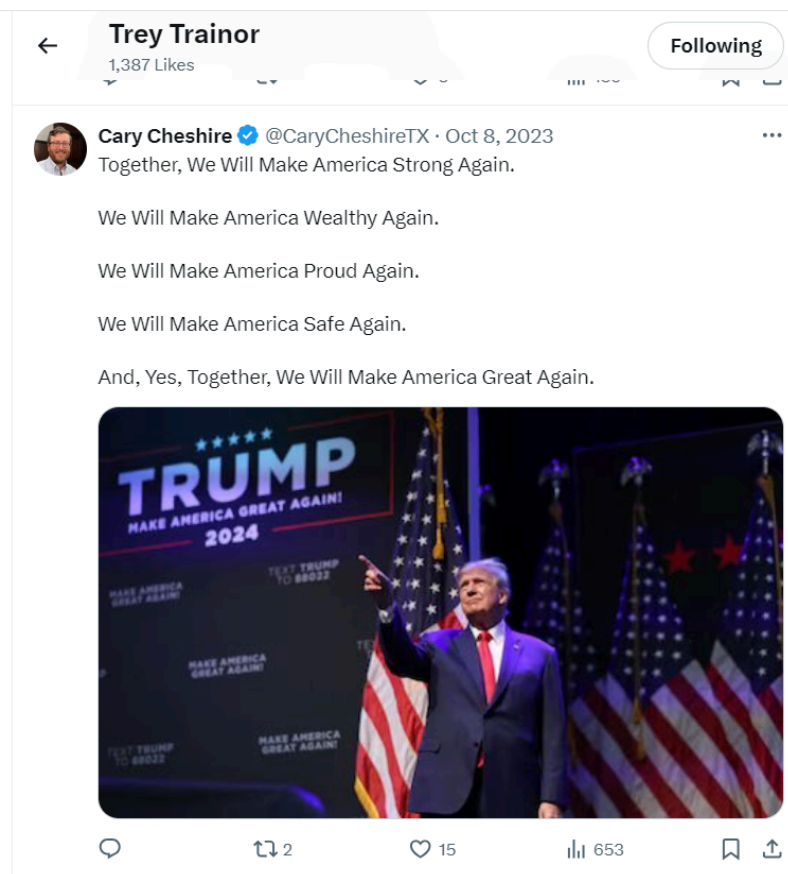 Trey Trainor
1,387 Likes
Following
Cary Cheshire @CaryCheshireTX · Oct 8, 2023
Together, We Will Make America Strong Again.
We Will Make America Wealthy Again.
We Will Make America Proud Again.
We Will Make America Safe Again.
And, Yes, Together, We Will Make America Great Again.
TRUMP
MAKE AMERICA GREAT AGAIN!
2024
TEXT TRUMP
TO 88022
MAKE AMERICA
GREAT AGAIN!
MAKE AMERICA
GREAT AGAIN!
MAKE AMERICA
GREAT AGAIN!
TEXT TRUMP
TO 88022
2
15
653